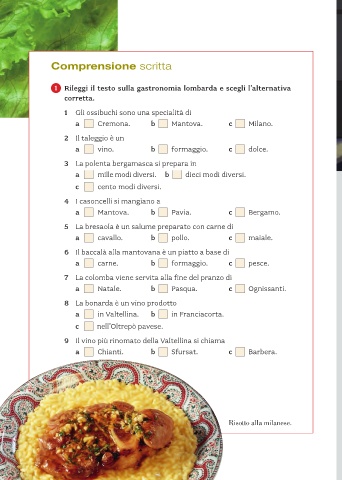 Comprensione scritta
1 Rileggi il testo sulla gastronomia lombarda e scegli l'alternativa
corretta.
1 Gli ossibuchi sono una specialità di
a Cremona. b Mantova. c Milano.
2 Il taleggio è un
a vino. b formaggio. c dolce.
3 La polenta bergamasca si prepara in
a mille modi diversi. b dieci modi diversi.
c cento modi diversi.
4 I casoncelli si mangiano a
a Mantova. b Pavia. c Bergamo.
5 La bresaola è un salume preparato con carne di
a cavallo. b pollo. c maiale.
6 Il baccalà alla mantovana è un piatto a base di
a carne. b formaggio. c pesce.
7 La colomba viene servita alla fine del pranzo di
a Natale. b Pasqua. c Ognissanti.
8 La bonarda è un vino prodotto
a in Valtellina. b in Franciacorta.
c nell'Oltrepò pavese.
9 Il vino più rinomato della Valtellina si chiama
a Chianti. b Sfursat. c Barbera.
Risotto alla milanese.